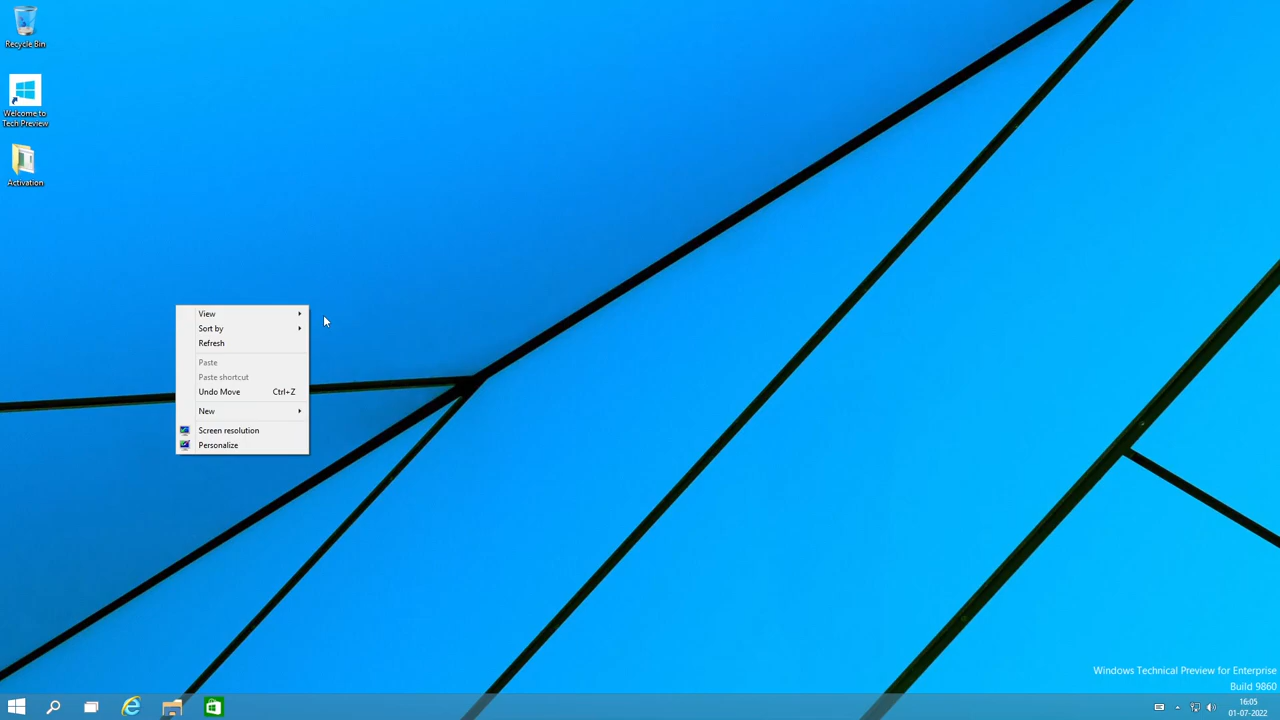 Recycle Bin
Welcome to
Tech Preview
Activation
View
Sort by
Refresh
Paste
Paste shortcut
Undo Move Ctrl+Z
New
Screen resolution
Personalize
Windows Technical Preview for Enterprise
Build 9860
16:05
01-07-2022